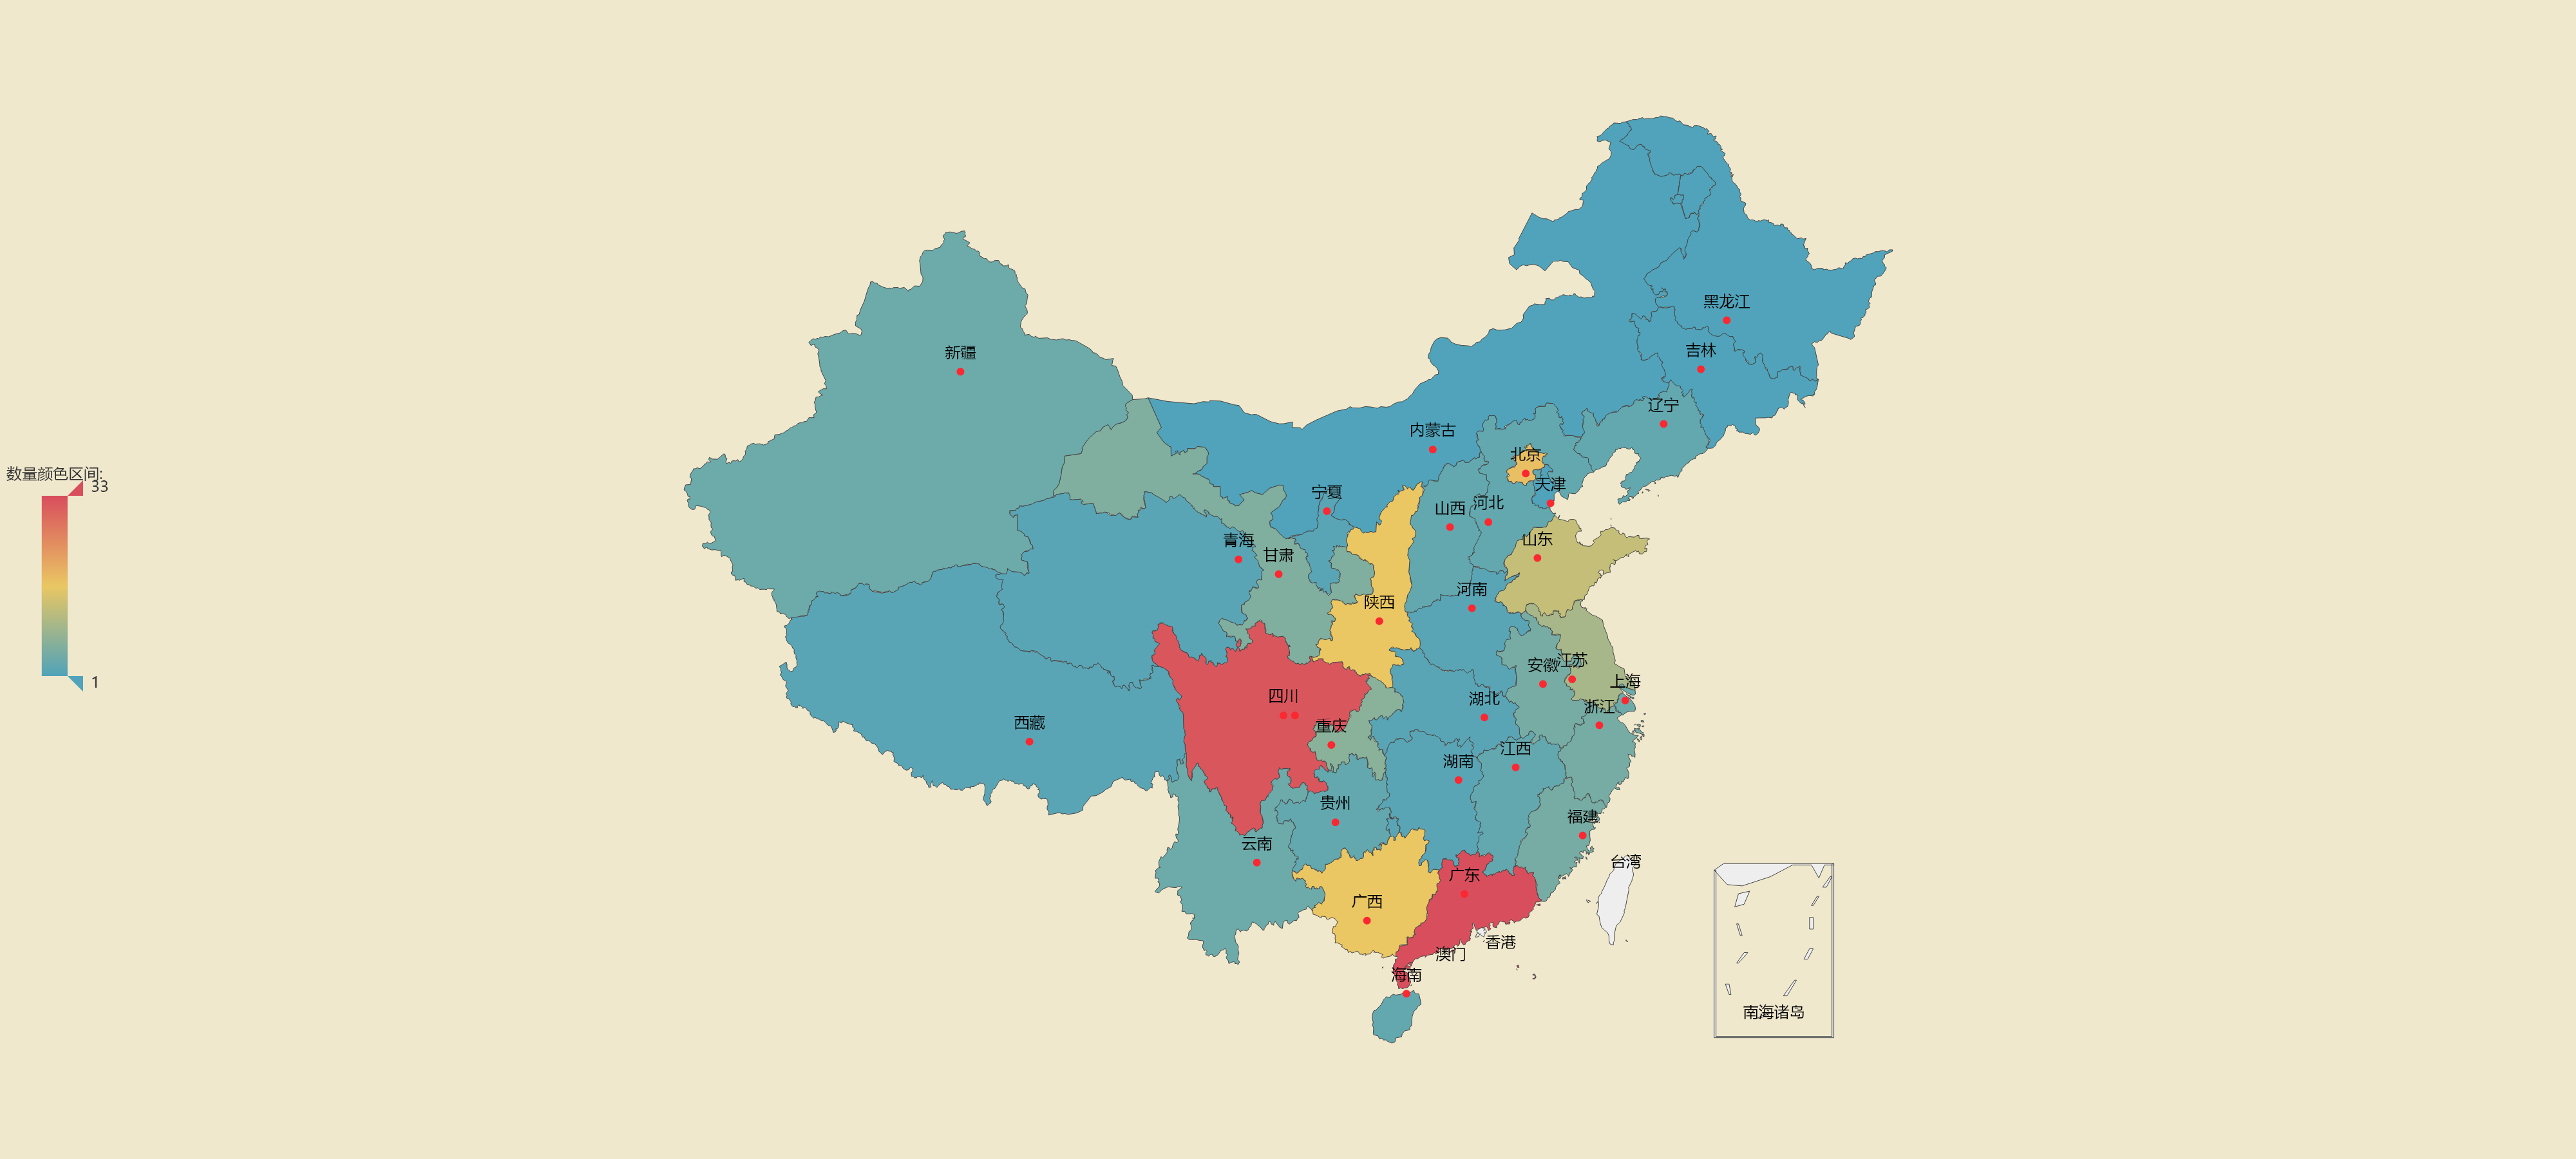 黑龙江
吉林
新疆
辽宁
内蒙古
北京
数量颜色区间:
33
天津
宁夏
山西
河北
青海
山东
甘肃
河南
陕西
安徽
江苏
1
上海
四川
湖北
浙江
西藏
重庆
江西
湖南
贵州
福建
云南
台湾
广东
广西
香港
澳门
海南
南海诸岛